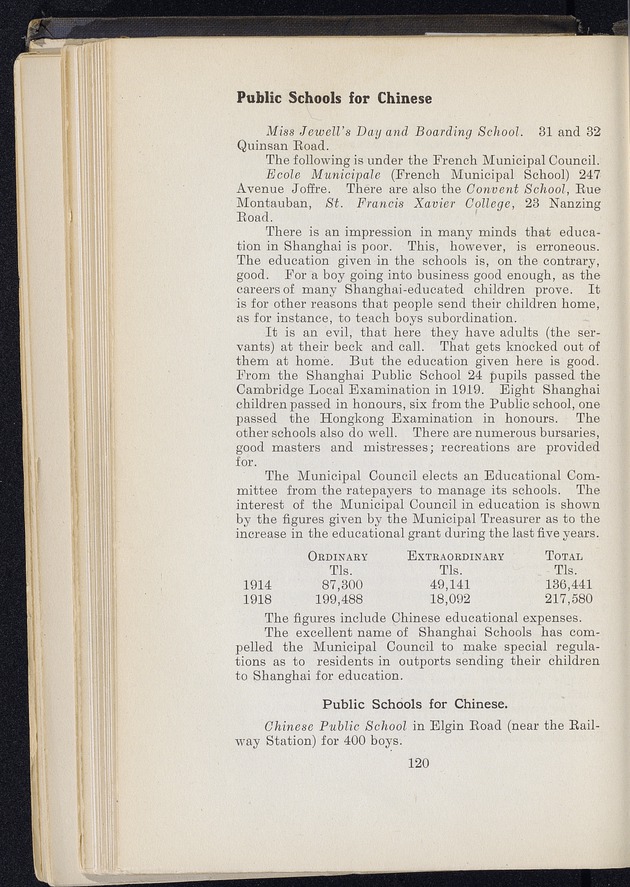 Public Schools for Chinese
Miss Jewell's Day and Boarding School. 31 and 32
Quinsan Road.
The following is under the French Municipal Council.
Ecole Municipale (French Municipal School) 247
Avenue Joffre. There are also the Convent School, Rue
Montauban, St. Francis Xavier College, 23 Nanzing
Road.
There is an impression in many minds that educa-
tion in Shanghai is poor. This, however, is erroneous.
The education given in the schools is, on the contrary,
good. For a boy going into business good enough, as the
careers of many Shanghai-educated children prove. It
is for other reasons that people send their children home,
as for instance, to teach boys subordination.
It is an evil, that here they have adults (the ser-
vants) at their beck and call. That gets knocked out of
them at home. But the education given here is good.
From the Shanghai Public School 24 pupils passed the
Cambridge Local Examination in 1919. Eight Shanghai
children passed in honours, six from the Public school, one
passed the Hongkong Examination in honours. The
other schools also do well. There are numerous bursaries,
good masters and mistresses; recreations are provided
for.
The Municipal Council elects an Educational Com-
mittee from the ratepayers to manage its schools. The
interest of the Municipal Council in education is shown
by the figures given by the Municipal Treasurer as to the
increase in the educational grant during the last five years.
Ordinary Extraordinary Total
Tls. Tls. Tls.
1914 87,300 49,141 136,441
1918 199,488 18,092 217,580
The figures include Chinese educational expenses.
The excellent name of Shanghai Schools has com-
pelled the Municipal Council to make special regula-
tions as to residents in outports sending their children
to Shanghai for education.
Public Schools for Chinese.
Chinese Public School in Elgin Road (near the Rail-
way Station) for 400 boys.
120